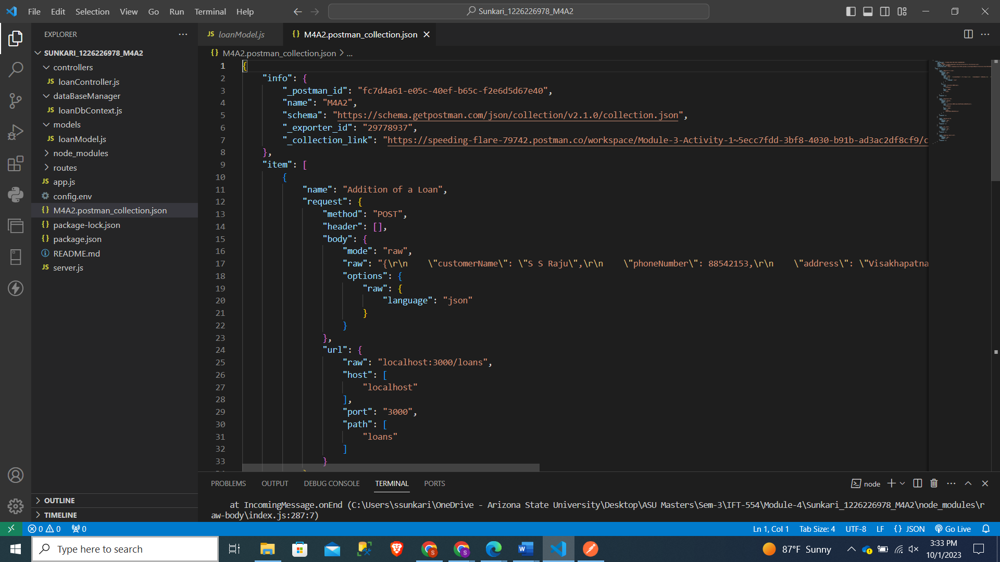 File Edit Selection View Go Run Terminal Help
Sunkari_1226226978_M4A2
EXPLORER
JS loanModel.js
{} M4A2.postman_collection.json
SUNKARI_1226226978_M4A2
controllers
JS loanController.js
dataBaseManager
JS loanDbContext.js
models
JS loanModel.js
node_modules
routes
JS app.js
config.env
{} M4A2.postman_collection.json
{} package-lock.json
{} package.json
README.md
JS server.js
OUTLINE
TIMELINE
{} M4A2.postman_collection.json > ...
1 {
2 "info": {
3 "_postman_id": "fc7d4a61-e05c-40ef-b65c-f2e6d5d67e40",
4 "name": "M4A2",
5 "schema": "https://schema.getpostman.com/json/collection/v2.1.0/collection.json",
6 "_exporter_id": "29778937",
7 "_collection_link": "https://speeding-flare-79742.postman.co/workspace/Module-3-Activity-1~5ecc7fdd-3bf8-4030-b91b-ad3ac2df8cf9/c
8 },
9 "item": [
10 {
11 "name": "Addition of a Loan",
12 "request": {
13 "method": "POST",
14 "header": [],
15 "body": {
16 "mode": "raw",
17 "raw": "{\r\n    \"customerName\": \"S S Raju\",\r\n    \"phoneNumber\": 88542153,\r\n    \"address\": \"Visakhapatna
18 "options": {
19 "raw": {
20 "language": "json"
21 }
22 }
23 },
24 "url": {
25 "raw": "localhost:3000/loans",
26 "host": [
27 "localhost"
28 ],
29 "port": "3000",
30 "path": [
31 "loans"
32 ]
33 }
PROBLEMS OUTPUT DEBUG CONSOLE TERMINAL PORTS
node
at IncomingMessage.onEnd (C:\Users\ssunkari\OneDrive - Arizona State University\Desktop\ASU Masters\Sem-3\IFT-554\Module-4\Sunkari_1226226978_M4A2\node_modules\r
aw-body\index.js:287:7)
0 0 0
Ln 1, Col 1 Tab Size: 4 UTF-8 LF {} JSON Go Live
Type here to search
87°F Sunny
3:33 PM
10/1/2023